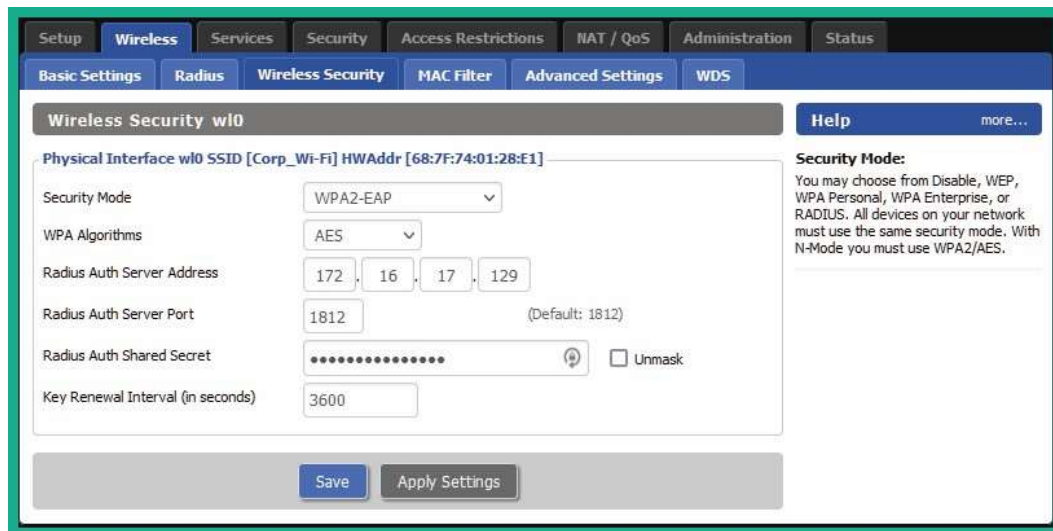 Setup Wireless Services Security Access Restrictions NAT / QoS Administration Status
Basic Settings Radius Wireless Security MAC Filter Advanced Settings WDS
Wireless Security wl0
Physical Interface wl0 SSID [Corp_Wi-Fi] HWAddr [68:7F:74:01:28:E1]
Security Mode WPA2-EAP
WPA Algorithms AES
Radius Auth Server Address 172 . 16 . 17 . 129
Radius Auth Server Port 1812 (Default: 1812)
Radius Auth Shared Secret ••••••••••••••• Unmask
Key Renewal Interval (in seconds) 3600
Save Apply Settings
Help more...
Security Mode:
You may choose from Disable, WEP,
WPA Personal, WPA Enterprise, or
RADIUS. All devices on your network
must use the same security mode. With
N-Mode you must use WPA2/AES.